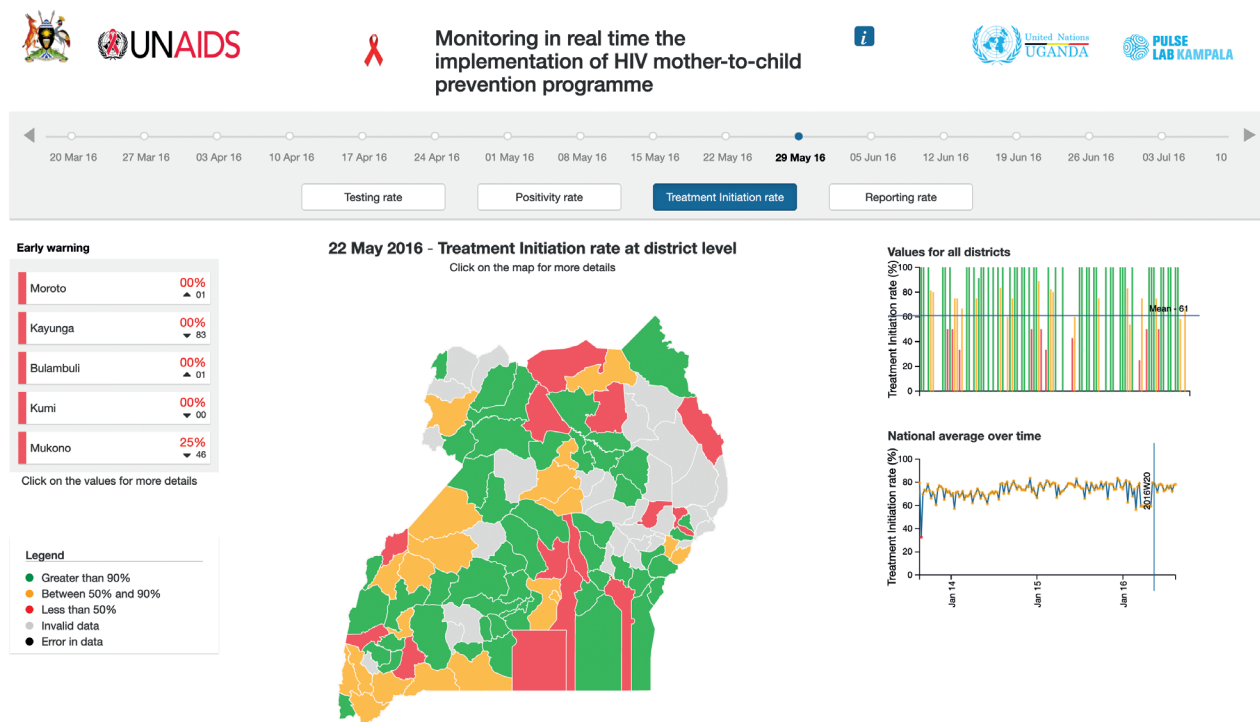 UNAIDS
Monitoring in real time the
implementation of HIV mother-to-child
prevention programme
i
United Nations
UGANDA
PULSE
LAB KAMPALA
20 Mar 16
27 Mar 16
03 Apr 16
10 Apr 16
17 Apr 16
24 Apr 16
01 May 16
08 May 16
15 May 16
22 May 16
29 May 16
05 Jun 16
12 Jun 16
19 Jun 16
26 Jun 16
03 Jul 16
10
Testing rate
Positivity rate
Treatment Initiation rate
Reporting rate
Early warning
Moroto
00%
01
Kayunga
00%
83
Bulambuli
00%
01
Kumi
00%
00
Mukono
25%
46
Click on the values for more details
Legend
Greater than 90%
Between 50% and 90%
Less than 50%
Invalid data
Error in data
22 May 2016 - Treatment Initiation rate at district level
Click on the map for more details
Values for all districts
Treatment Initiation rate (%)
100
80
60
40
20
0
Mean - 61
National average over time
Treatment Initiation rate (%)
100
80
60
40
20
0
2016W20
Jan 14
Jan 15
Jan 16